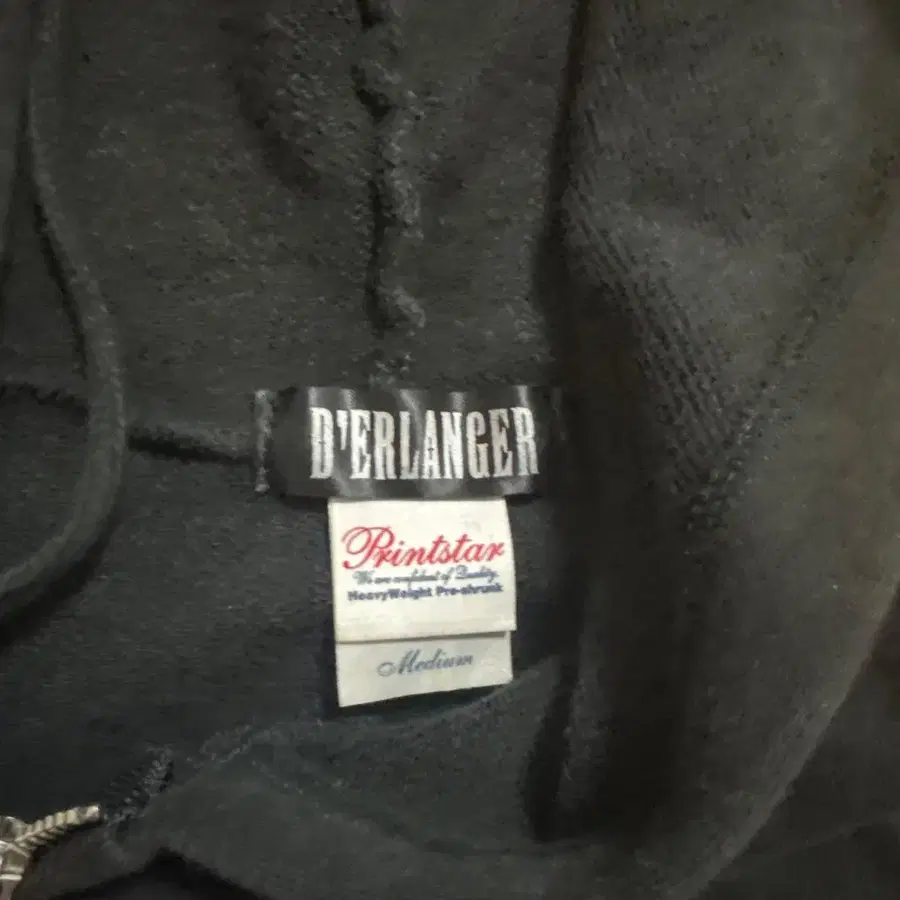 D'ERLANGER
Printstar
We are confident of Quality.
HeavyWeight Pre-shrunk
Medium